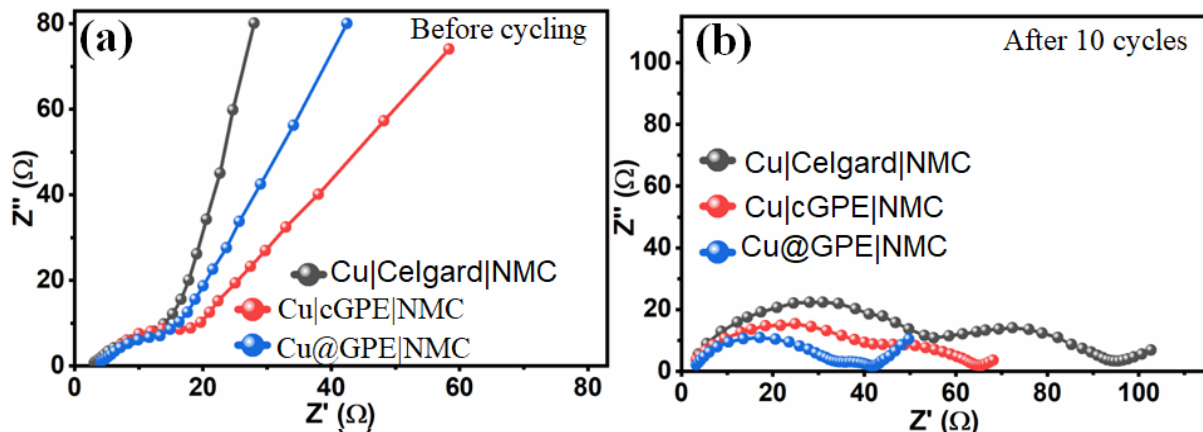 (a)
Before cycling
80
60
40
20
0
Z'' (Ω)
Cu|Celgard|NMC
Cu|cGPE|NMC
Cu@GPE|NMC
0 20 40 60 80
Z' (Ω)
(b)
After 10 cycles
100
80
60
40
20
0
Z'' (Ω)
Cu|Celgard|NMC
Cu|cGPE|NMC
Cu@GPE|NMC
0 20 40 60 80 100
Z' (Ω)